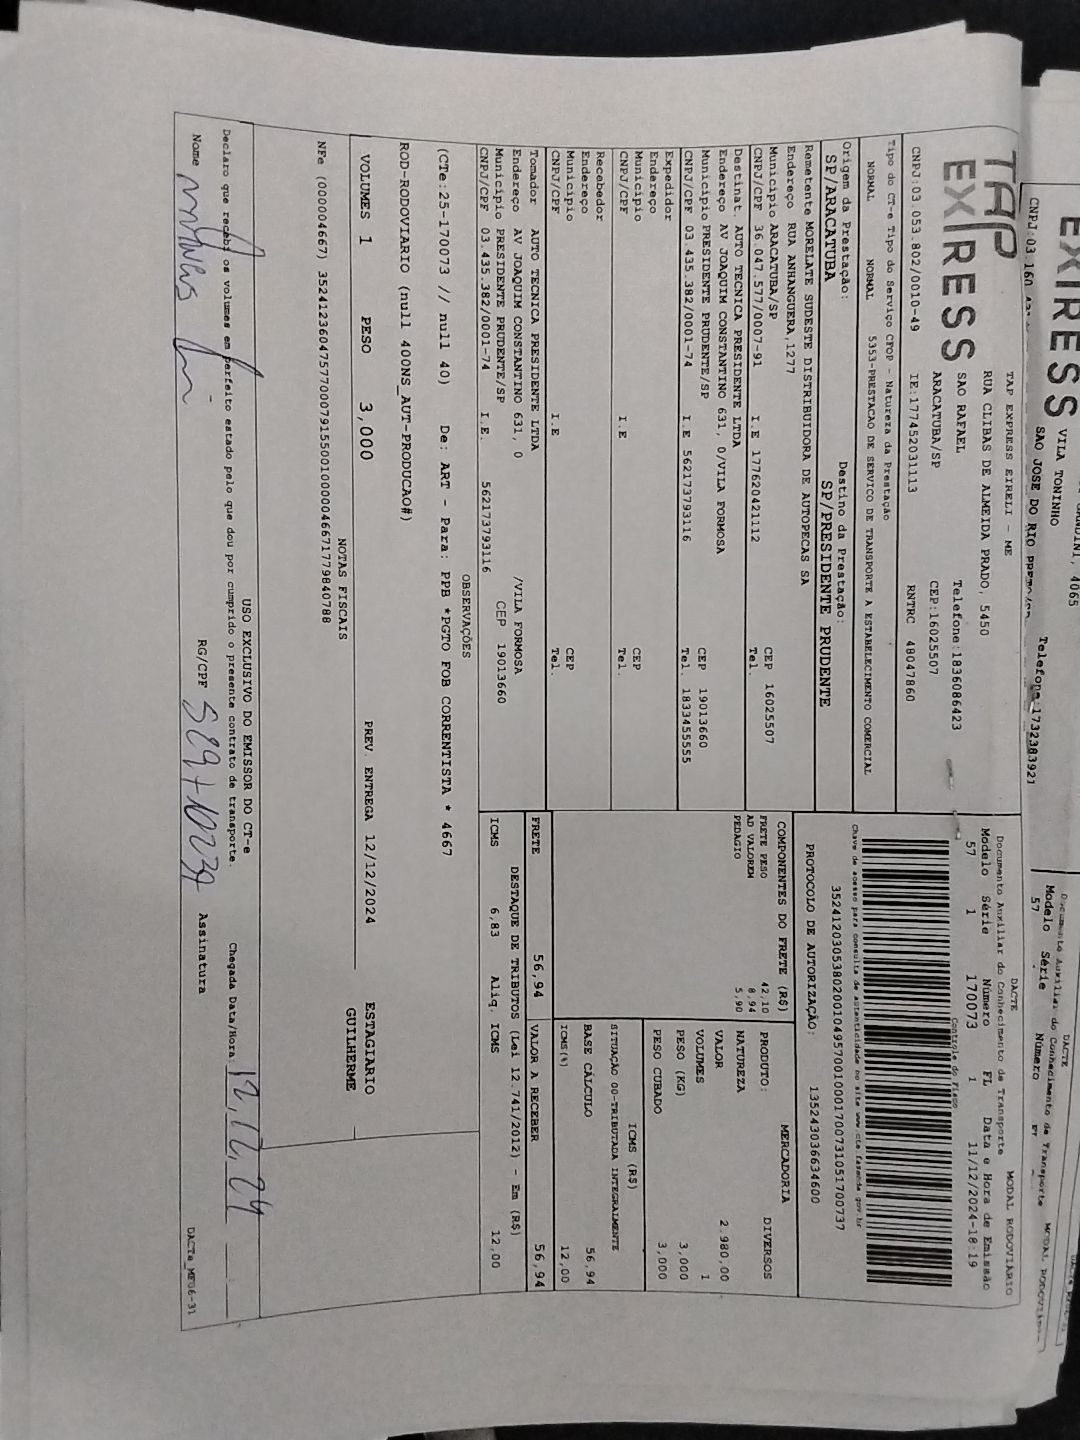 EXPRESS
VILA TONINHO
SAO JOSE DO RIO PRETO/SP
Telefone:1732383921
DACTE
Documento Auxiliar do Conhecimento de Transporte
MODAL RODOVIARIO
Modelo Série Número
57
TAP EXPRESS
TAP EXPRESS EIRELI - ME
RUA CLIBAS DE ALMEIDA PRADO, 5450
SAO RAFAEL
Telefone:1836086423
ARACATUBA/SP
CEP:16025507
CNPJ:03.053.802/0010-49 IE:177452031113 RNTRC 48047860
DACTE
MODAL RODOVIARIO
Documento Auxiliar do Conhecimento de Transporte
Modelo Série Número FL Data e Hora de Emissão
57 1 170073 1 11/12/2024-18:19
Controle do Fisco
Chave de acesso para consulta de autenticidade no site www.cte.fazenda.gov.br
35241203053802001049570010001700731051700737
PROTOCOLO DE AUTORIZAÇÃO: 135243036634600
Tipo do CT-e Tipo do Serviço CFOP - Natureza da Prestação
NORMAL NORMAL 5353-PRESTACAO DE SERVICO DE TRANSPORTE A ESTABELECIMENTO COMERCIAL
Origem da Prestação: Destino da Prestação:
SP/ARACATUBA SP/PRESIDENTE PRUDENTE
Remetente MORELATE SUDESTE DISTRIBUIDORA DE AUTOPECAS SA
Endereço RUA ANHANGUERA,1277
Município ARACATUBA/SP CEP 16025507
CNPJ/CPF 36.047.577/0007-91 I.E 177620421112 Tel.
Destinat. AUTO TECNICA PRESIDENTE LTDA
Endereço AV JOAQUIM CONSTANTINO 631, 0/VILA FORMOSA
Município PRESIDENTE PRUDENTE/SP CEP 19013660
CNPJ/CPF 03.435.382/0001-74 I.E 562173793116 Tel. 1833455555
Expedidor
Endereço
Município CEP
CNPJ/CPF I.E Tel.
Recebedor
Endereço
Município CEP
CNPJ/CPF I.E Tel.
Tomador AUTO TECNICA PRESIDENTE LTDA
Endereço AV JOAQUIM CONSTANTINO 631, 0 /VILA FORMOSA
Município PRESIDENTE PRUDENTE/SP CEP 19013660
CNPJ/CPF 03.435.382/0001-74 I.E. 562173793116
COMPONENTES DO FRETE (R$)
FRETE PESO 42,10
AD VALOREM 8,94
PEDAGIO 5,90
MERCADORIA
PRODUTO: DIVERSOS
NATUREZA
VALOR 2.980,00
VOLUMES 1
PESO (KG) 3,000
PESO CUBADO 3,000
ICMS (R$)
SITUAÇÃO 00-TRIBUTADA INTEGRALMENTE
BASE CÁLCULO 56,94
ICMS(%) 12,00
FRETE 56,94 VALOR A RECEBER 56,94
DESTAQUE DE TRIBUTOS (Lei 12.741/2012) - Em (R$)
ICMS 6,83 Aliq. ICMS 12,00
OBSERVAÇÕES
(CTe:25-170073 // null 40) De: ART - Para: PPB *PGTO FOB CORRENTISTA * 4667
ROD-RODOVIARIO (null 400NS_AUT-PRODUCAO#)
VOLUMES 1 PESO 3,000 PREV. ENTREGA 12/12/2024 ESTAGIARIO GUILHERME
NOTAS FISCAIS
NFe (00004667) 35241236047577000791550010000046671779840788
USO EXCLUSIVO DO EMISSOR DO CT-e
Declaro que recebi os volumes em perfeito estado pelo que dou por cumprido o presente contrato de transporte.
Chegada Data/Hora: 12,12,24
Nome RG/CPF Assinatura
DACTe_MF06-31